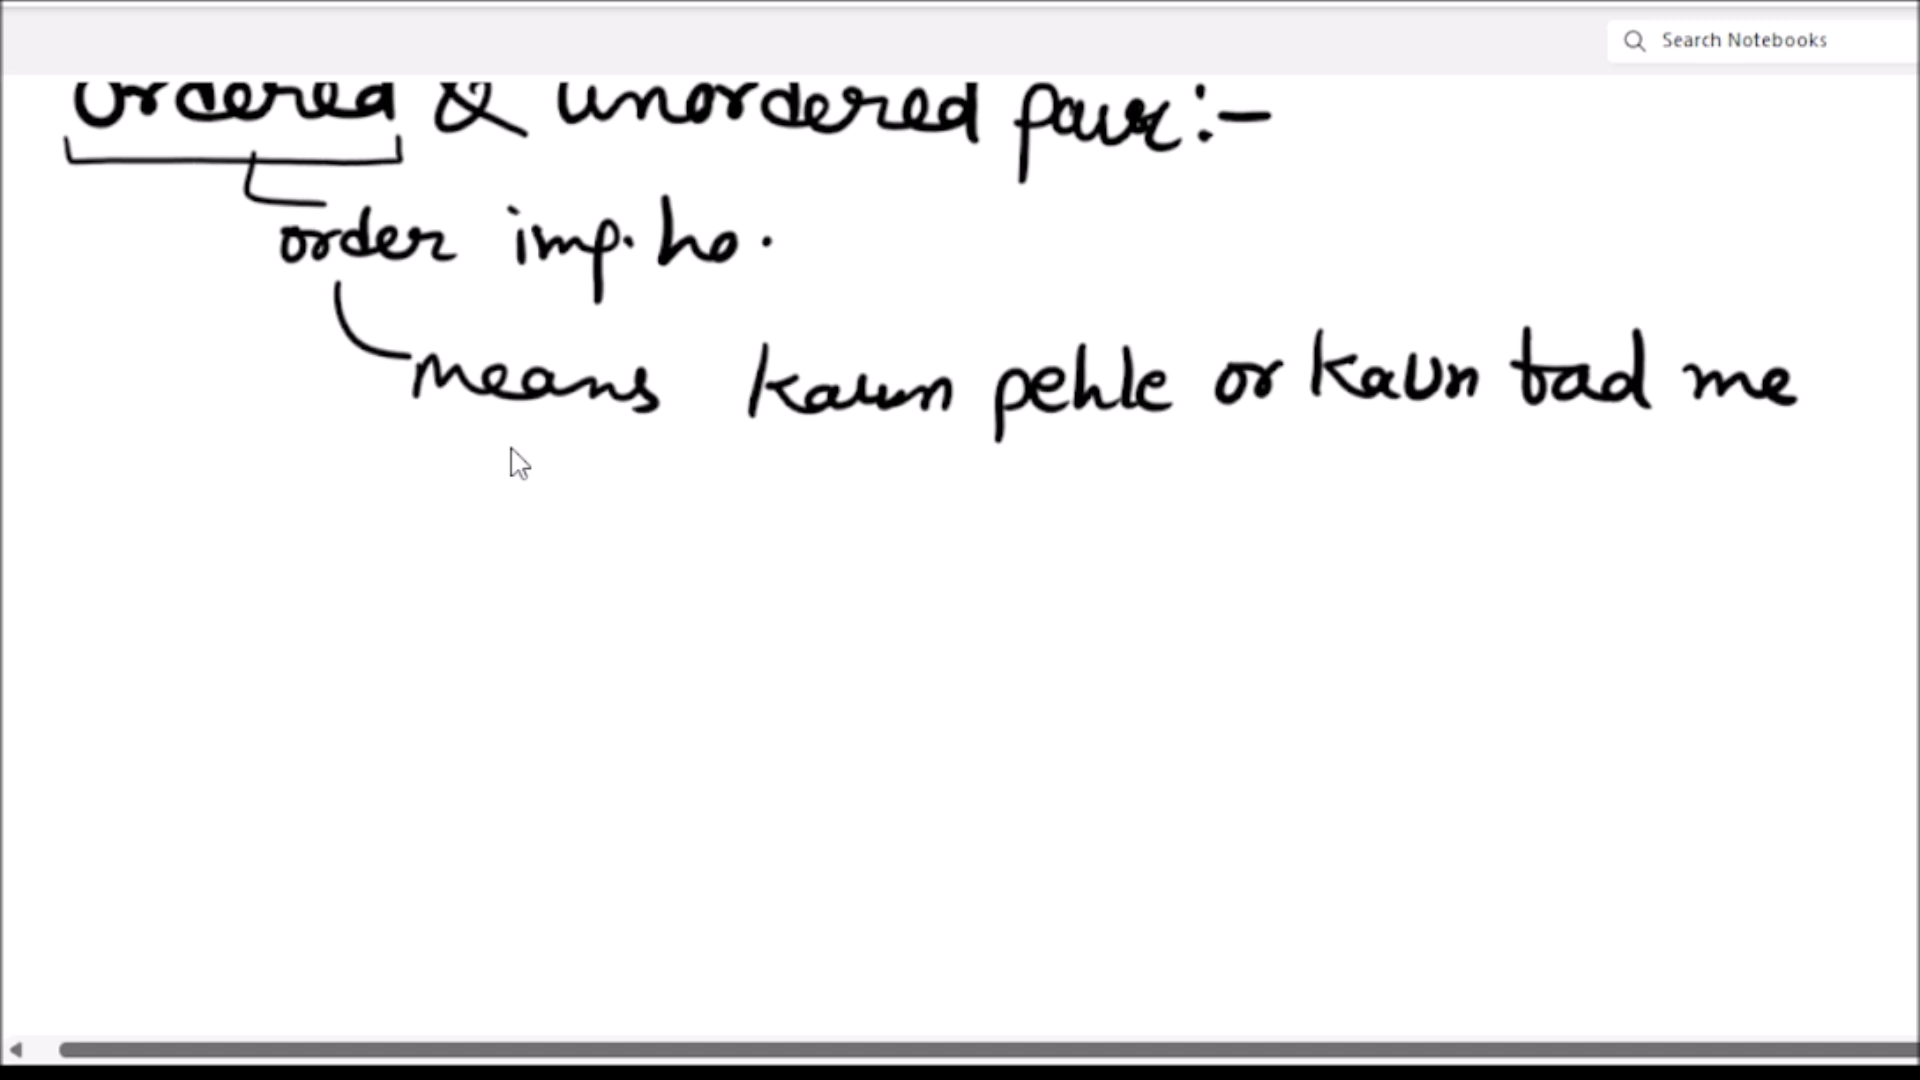 Search Notebooks
ordered & unordered pair:-
order imp. ho.
means kaun pehle or kaun bad me